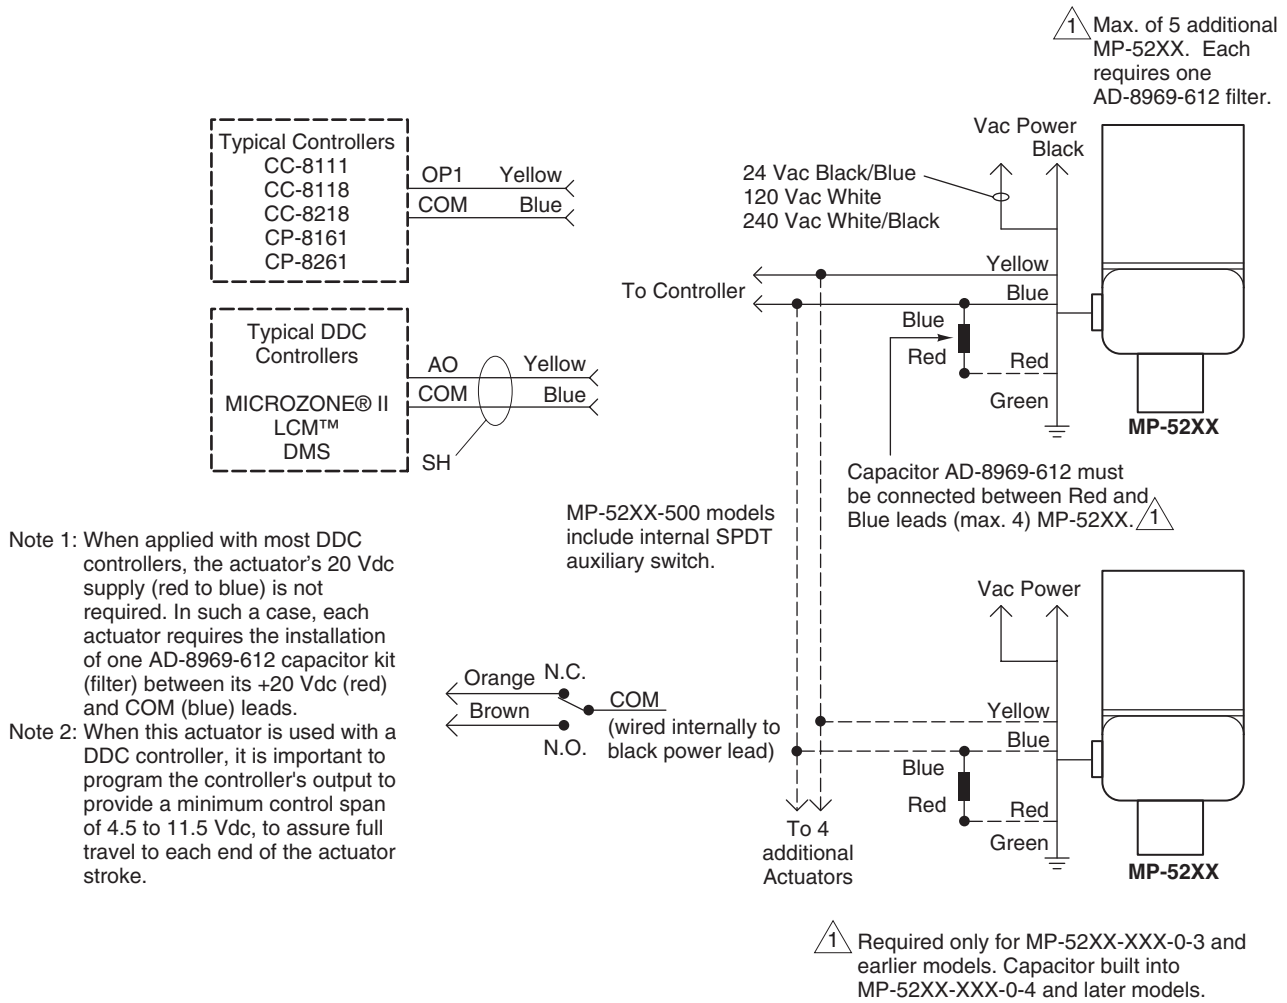 1 Max. of 5 additional
MP-52XX. Each
requires one
AD-8969-612 filter.
Typical Controllers
CC-8111
CC-8118
CC-8218
CP-8161
CP-8261
OP1 Yellow
COM Blue
Vac Power
Black
24 Vac Black/Blue
120 Vac White
240 Vac White/Black
To Controller
Yellow
Blue
Blue
Red
Red
Green
MP-52XX
Typical DDC
Controllers
MICROZONE® II
LCM™
DMS
AO Yellow
COM Blue
SH
Capacitor AD-8969-612 must
be connected between Red and
Blue leads (max. 4) MP-52XX. 1
MP-52XX-500 models
include internal SPDT
auxiliary switch.
Note 1: When applied with most DDC
controllers, the actuator's 20 Vdc
supply (red to blue) is not
required. In such a case, each
actuator requires the installation
of one AD-8969-612 capacitor kit
(filter) between its +20 Vdc (red)
and COM (blue) leads.
Note 2: When this actuator is used with a
DDC controller, it is important to
program the controller's output to
provide a minimum control span
of 4.5 to 11.5 Vdc, to assure full
travel to each end of the actuator
stroke.
Orange N.C.
Brown
N.O.
COM
(wired internally to
black power lead)
Vac Power
Yellow
Blue
Blue
Red
Red
Green
MP-52XX
To 4
additional
Actuators
1 Required only for MP-52XX-XXX-0-3 and
earlier models. Capacitor built into
MP-52XX-XXX-0-4 and later models.